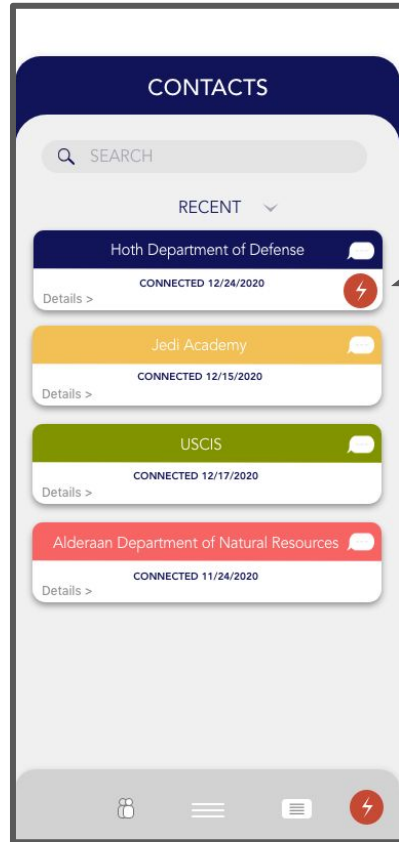 CONTACTS
SEARCH
RECENT
Hoth Department of Defense
CONNECTED 12/24/2020
Details >
Jedi Academy
CONNECTED 12/15/2020
Details >
USCIS
CONNECTED 12/17/2020
Details >
Alderaan Department of Natural Resources
CONNECTED 11/24/2020
Details >